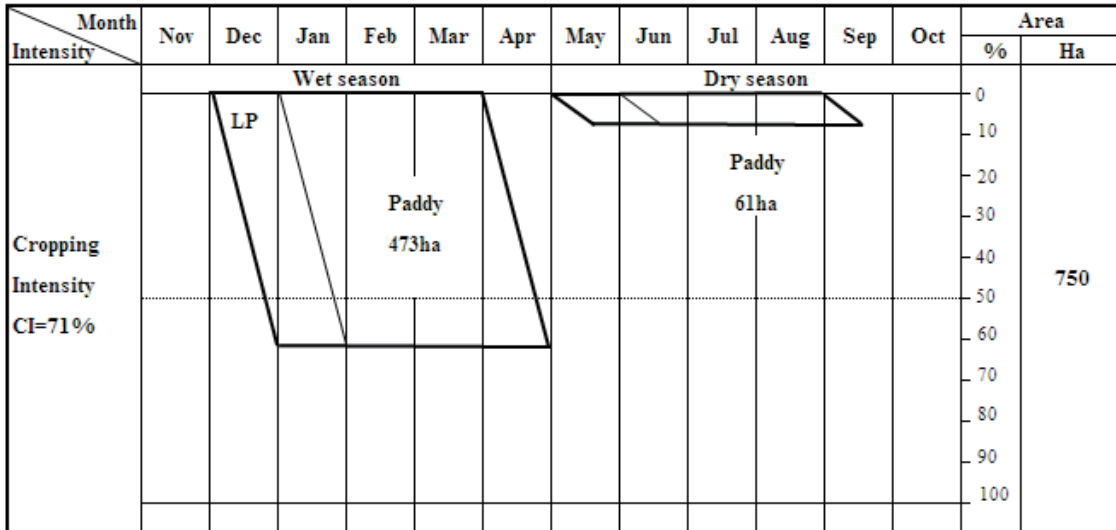 Month
Intensity
Nov Dec Jan Feb Mar Apr May Jun Jul Aug Sep Oct
Area
% Ha
Wet season Dry season
LP
Paddy
473ha
Paddy
61ha
Cropping
Intensity
CI=71%
0
10
20
30
40
50
60
70
80
90
100
750